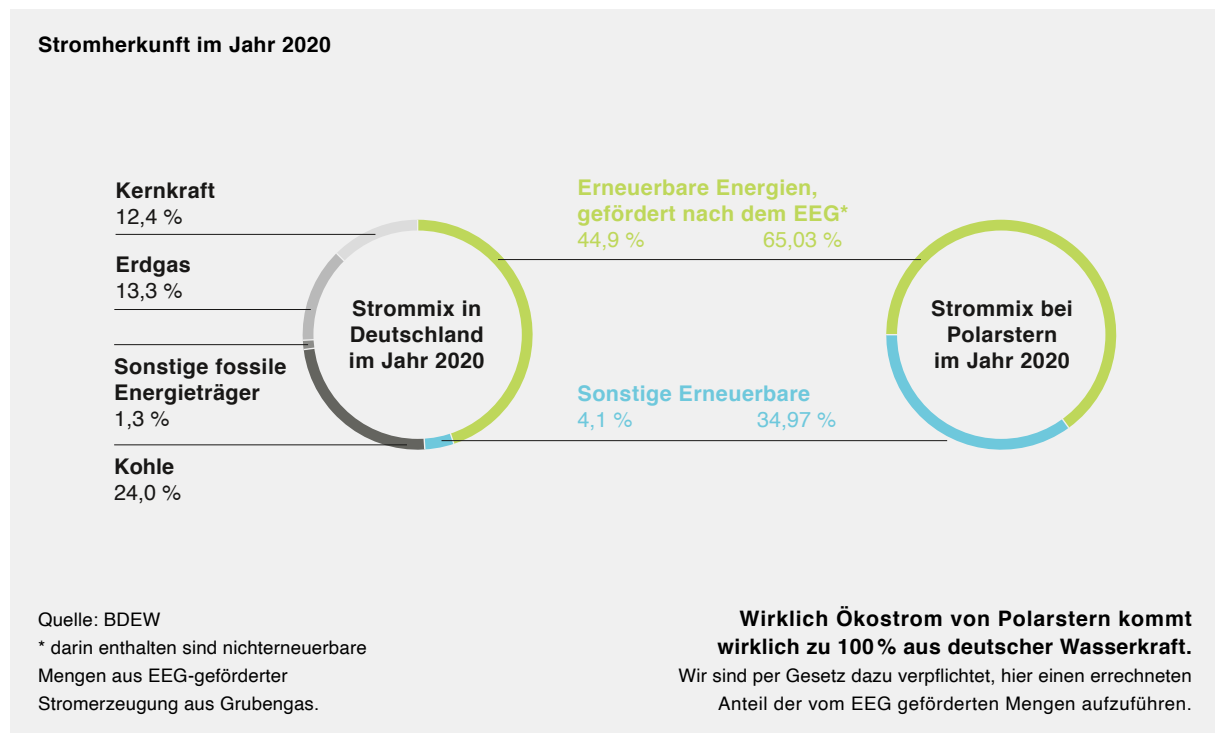 Stromherkunft im Jahr 2020
Kernkraft
12,4 %
Erdgas
13,3 %
Sonstige fossile
Energieträger
1,3 %
Kohle
24,0 %
Strommix in
Deutschland
im Jahr 2020
Erneuerbare Energien,
gefördert nach dem EEG*
44,9 % 65,03 %
Sonstige Erneuerbare
4,1 % 34,97 %
Strommix bei
Polarstern
im Jahr 2020
Quelle: BDEW
* darin enthalten sind nichterneuerbare
Mengen aus EEG-geförderter
Stromerzeugung aus Grubengas.
Wirklich Ökostrom von Polarstern kommt
wirklich zu 100 % aus deutscher Wasserkraft.
Wir sind per Gesetz dazu verpflichtet, hier einen errechneten
Anteil der vom EEG geförderten Mengen aufzuführen.